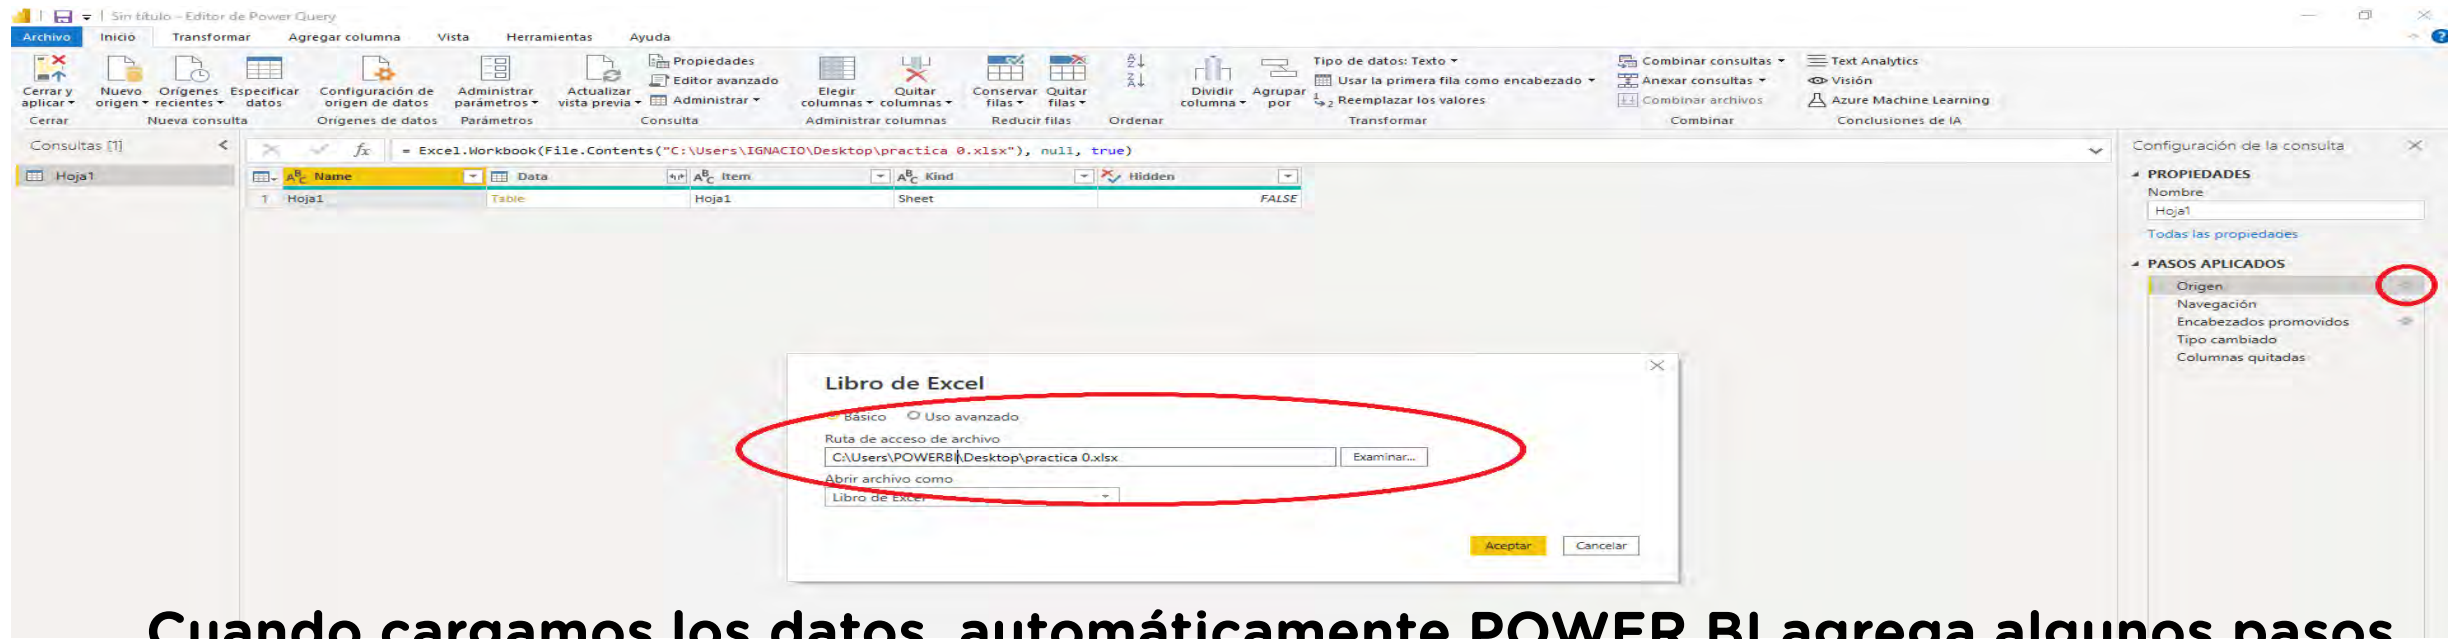 Sin título - Editor de Power Query
Archivo Inicio Transformar Agregar columna Vista Herramientas Ayuda
Cerrar y aplicar
Nuevo origen
Orígenes recientes
Especificar datos
Configuración de origen de datos
Administrar parámetros
Actualizar vista previa
Propiedades
Editor avanzado
Administrar
Elegir columnas
Quitar columnas
Conservar filas
Quitar filas
Dividir columna
Agrupar por
Tipo de datos: Texto
Usar la primera fila como encabezado
Reemplazar los valores
Combinar consultas
Anexar consultas
Combinar archivos
Text Analytics
Visión
Azure Machine Learning
Cerrar Nueva consulta Orígenes de datos Parámetros Consulta Administrar columnas Reducir filas Ordenar Transformar Combinar Conclusiones de IA
Consultas [1]
Hoja1
fx = Excel.Workbook(File.Contents("C:\Users\IGNACIO\Desktop\practica 0.xlsx"), null, true)
Name Data Item Kind Hidden
1 Hoja1 Table Hoja1 Sheet FALSE
Configuración de la consulta
PROPIEDADES
Nombre
Hoja1
Todas las propiedades
PASOS APLICADOS
Origen
Navegación
Encabezados promovidos
Tipo cambiado
Columnas quitadas
Libro de Excel
Básico Uso avanzado
Ruta de acceso de archivo
C:\Users\POWERBI\Desktop\practica 0.xlsx Examinar...
Abrir archivo como
Libro de Excel
Aceptar Cancelar
Cuando cargamos los datos, automáticamente POWER BI agrega algunos pasos